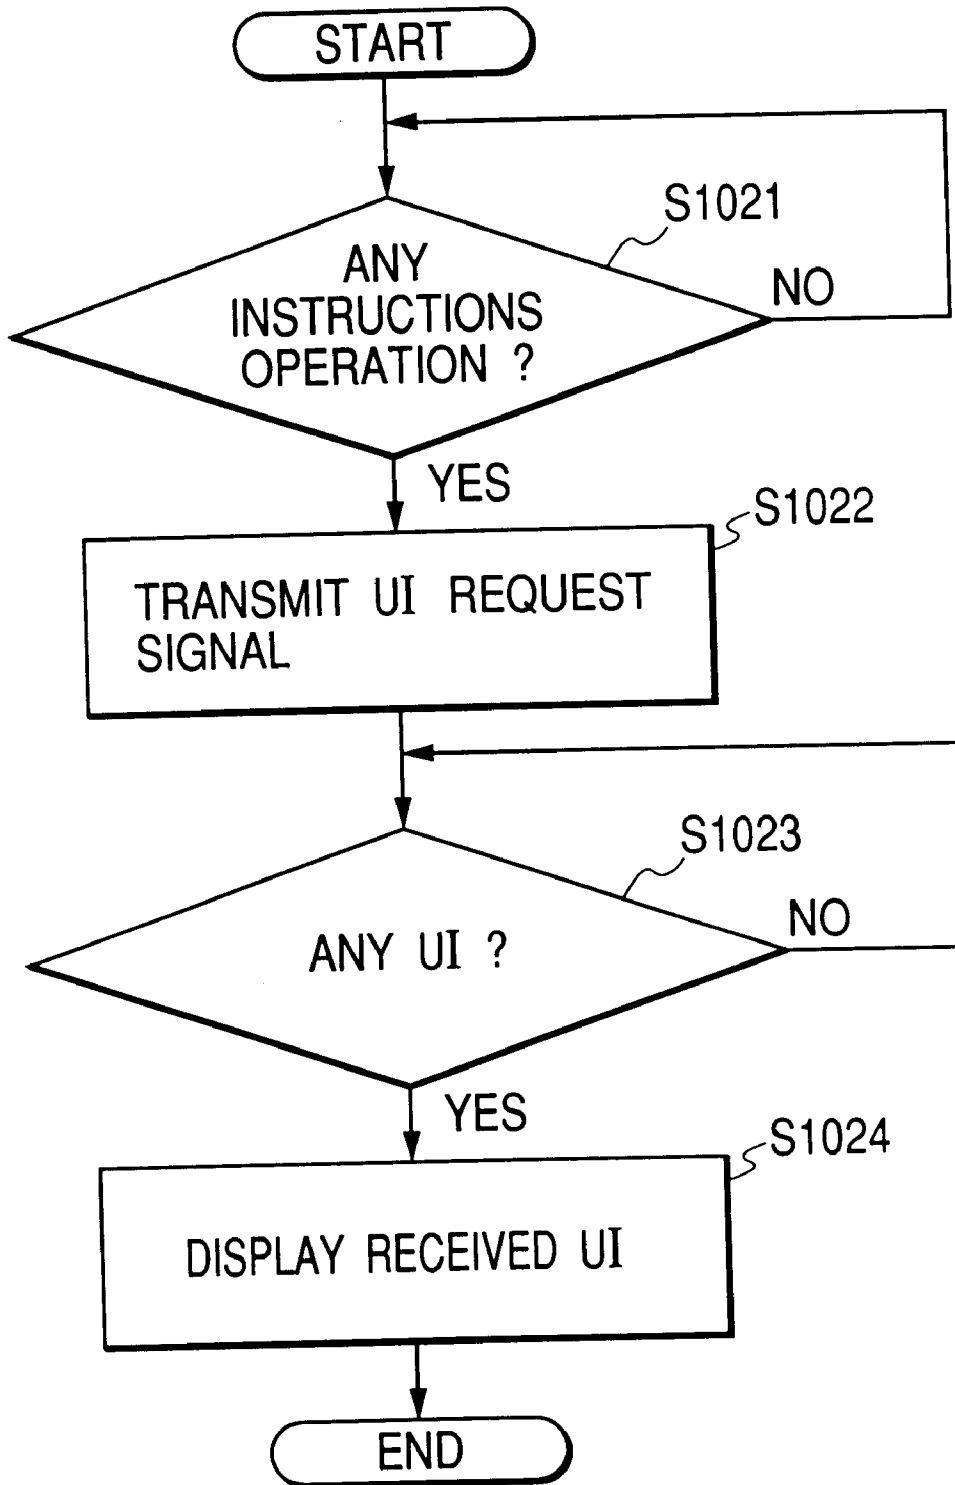 START
S1021
ANY
INSTRUCTIONS
OPERATION ?
NO
YES
S1022
TRANSMIT UI REQUEST
SIGNAL
S1023
ANY UI ?
NO
YES
S1024
DISPLAY RECEIVED UI
END